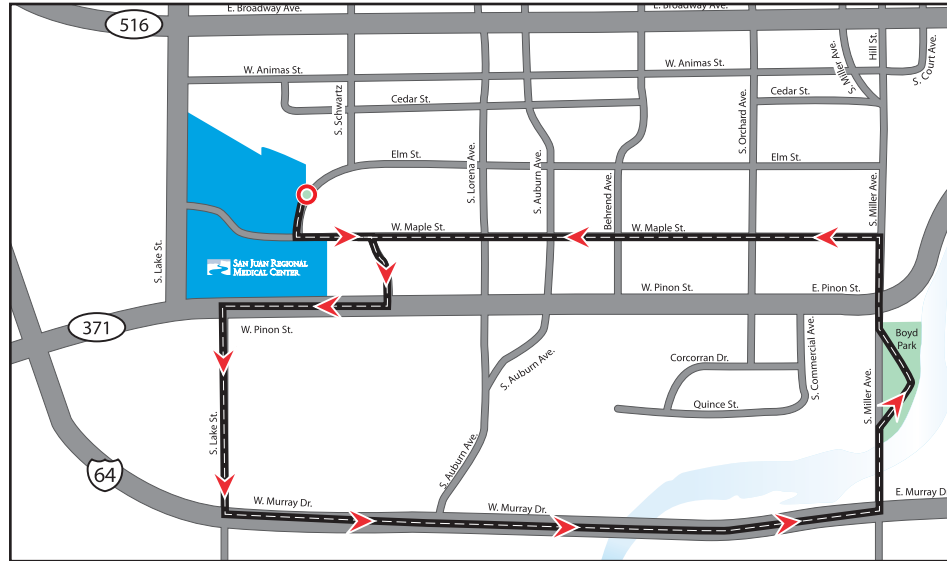 E. Broadway Ave.
E. Broadway Ave.
516
Hill St.
S. Miller Ave.
S. Court Ave.
W. Animas St.
W. Animas St.
Cedar St.
Cedar St.
S. Schwartz
S. Orchard Ave.
Elm St.
Elm St.
S. Lorena Ave.
S. Auburn Ave.
Behrend Ave.
S. Miller Ave.
W. Maple St.
W. Maple St.
S. Lake St.
SAN JUAN REGIONAL
MEDICAL CENTER
W. Pinon St.
E. Pinon St.
371
W. Pinon St.
Boyd
Park
Corcorran Dr.
S. Auburn Ave.
S. Commercial Ave.
Quince St.
S. Miller Ave.
S. Lake St.
S. Auburn Ave.
64
W. Murray Dr.
W. Murray Dr.
E. Murray D